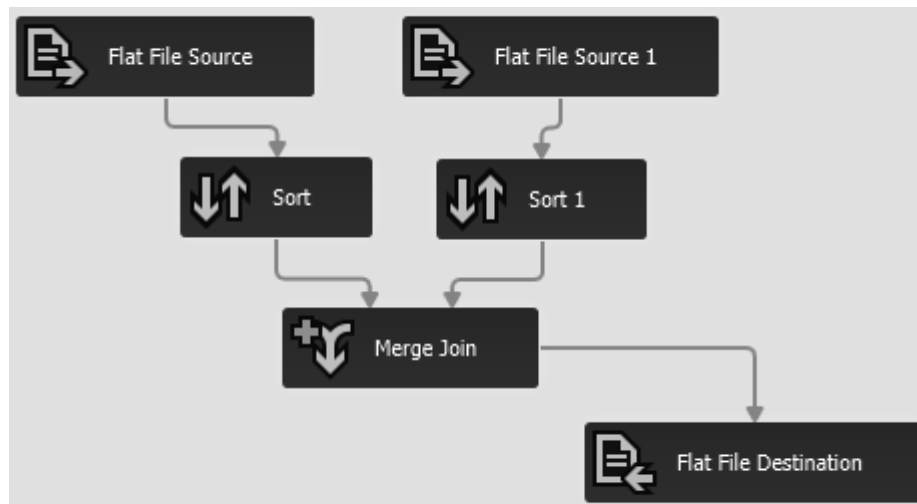 Flat File Source
Flat File Source 1
Sort
Sort 1
Merge Join
Flat File Destination